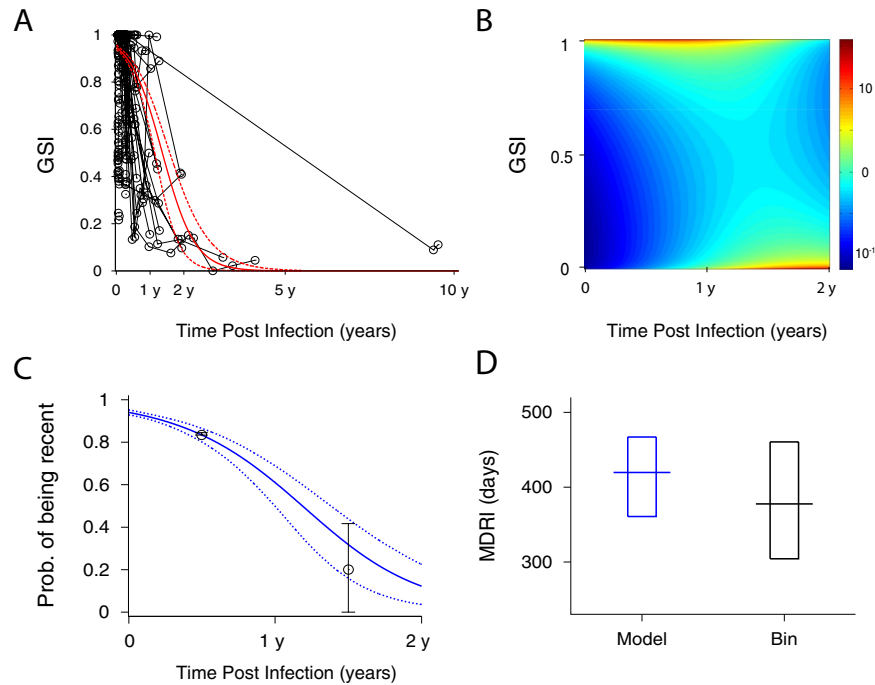 A
GSI
1
0.8
0.6
0.4
0.2
0
0 1 y 2 y 5 y 10 y
Time Post Infection (years)
B
GSI
1
0.5
0
0 1 y 2 y
Time Post Infection (years)
10
0
10⁻¹
C
Prob. of being recent
1
0.8
0.6
0.4
0.2
0
0 1 y 2 y
Time Post Infection (years)
D
MDRI (days)
500
400
300
Model Bin